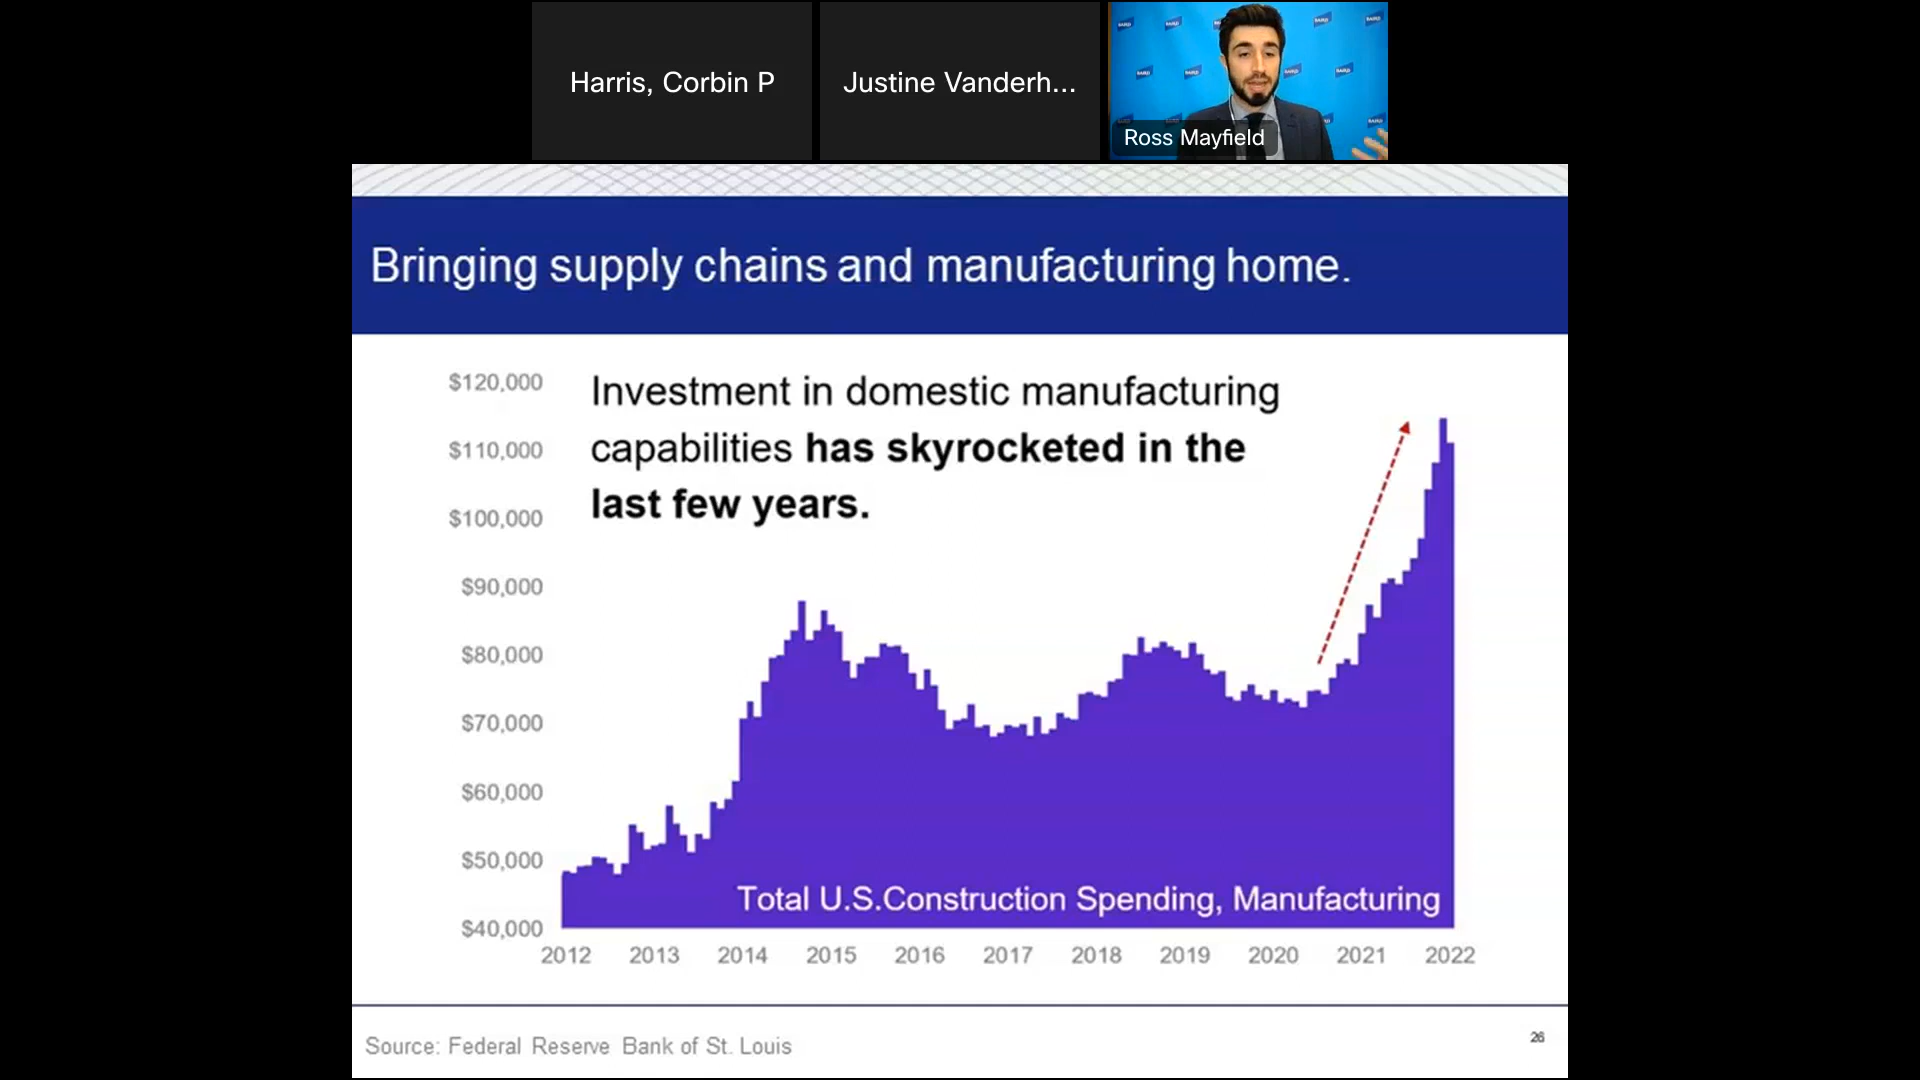 Harris, Corbin P
Justine Vanderh...
Ross Mayfield
Bringing supply chains and manufacturing home.
$120,000
$110,000
$100,000
$90,000
$80,000
$70,000
$60,000
$50,000
$40,000
Investment in domestic manufacturing
capabilities has skyrocketed in the
last few years.
Total U.S.Construction Spending, Manufacturing
2012 2013 2014 2015 2016 2017 2018 2019 2020 2021 2022
Source: Federal Reserve Bank of St. Louis
26